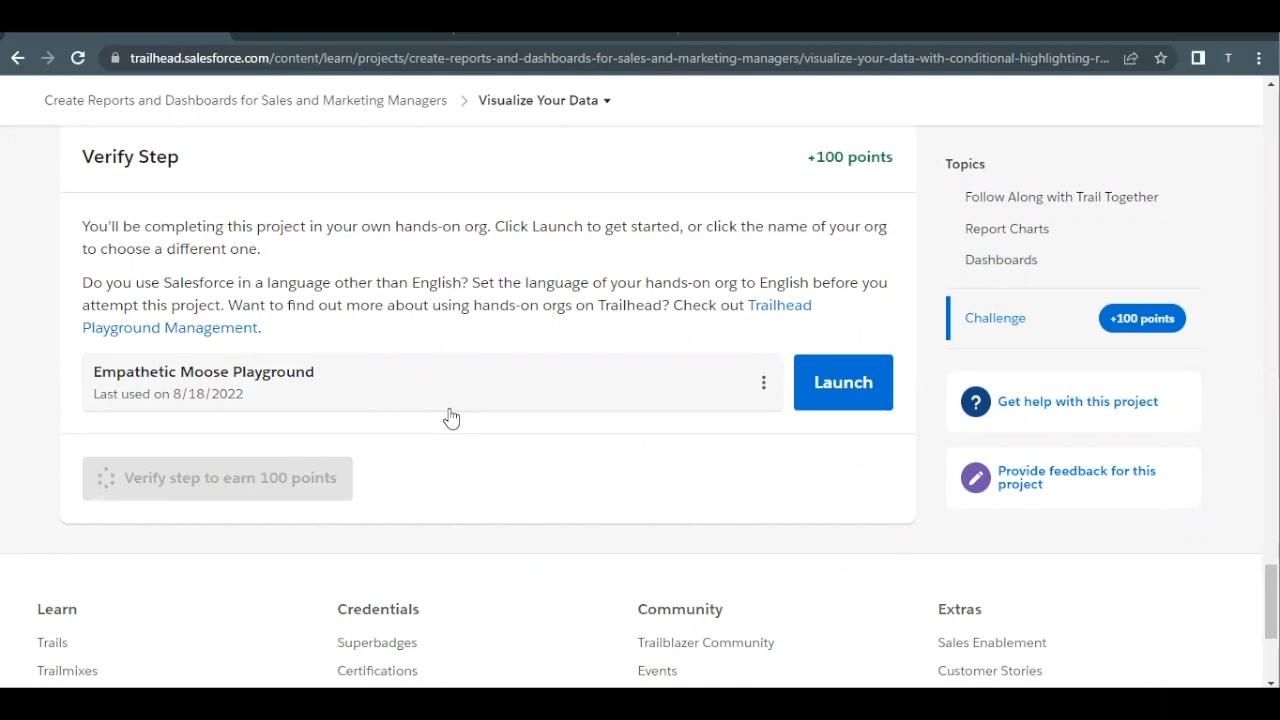 trailhead.salesforce.com/content/learn/projects/create-reports-and-dashboards-for-sales-and-marketing-managers/visualize-your-data-with-conditional-highlighting-r...
T
Create Reports and Dashboards for Sales and Marketing Managers > Visualize Your Data
Verify Step
+100 points
You'll be completing this project in your own hands-on org. Click Launch to get started, or click the name of your org
to choose a different one.
Do you use Salesforce in a language other than English? Set the language of your hands-on org to English before you
attempt this project. Want to find out more about using hands-on orgs on Trailhead? Check out Trailhead
Playground Management.
Empathetic Moose Playground
Last used on 8/18/2022
Launch
Verify step to earn 100 points
Topics
Follow Along with Trail Together
Report Charts
Dashboards
Challenge
+100 points
? Get help with this project
Provide feedback for this
project
Learn
Trails
Trailmixes
Credentials
Superbadges
Certifications
Community
Trailblazer Community
Events
Extras
Sales Enablement
Customer Stories